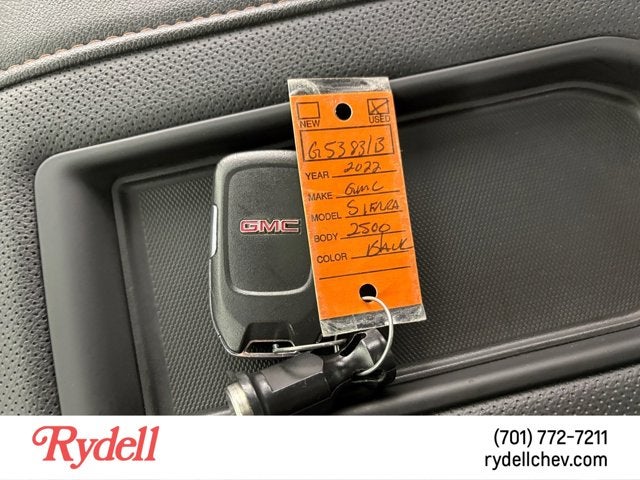 NEW
USED
G53831B
YEAR 2022
MAKE GMC
MODEL SIERRA
BODY 2500
COLOR Black
GMC
Rydell
(701) 772-7211
rydellchev.com